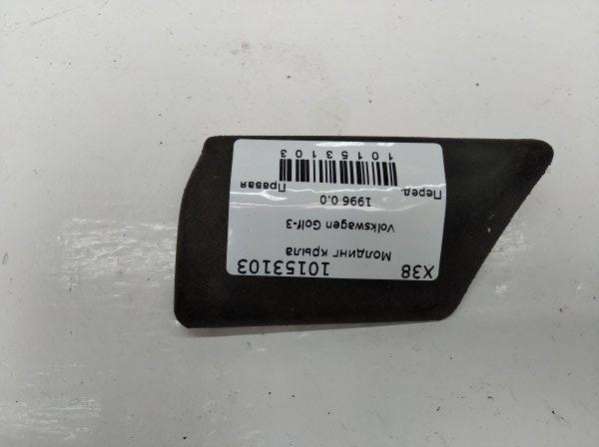 X38 10153103
Молдинг крыла
Volkswagen Golf-3
1996 0.0
Перед. Правая
10153103